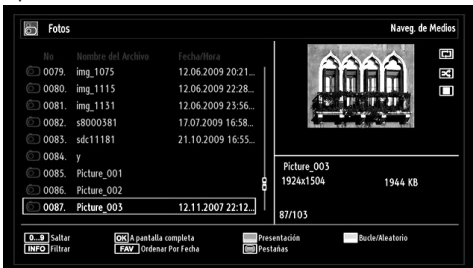 Fotos
Naveg. de Medios
No Nombre del Archivo Fecha/Hora
0079. img_1075 12.06.2009 20:21...
0080. img_1115 12.06.2009 22:28...
0081. img_1131 12.06.2009 23:56...
0082. s8000381 17.07.2009 16:58...
0083. sdc11181 21.10.2009 16:55...
0084. y
0085. Picture_001
0086. Picture_002
0087. Picture_003 12.11.2007 22:12...
Picture_003
1924x1504 1944 KB
87/103
0...9 Saltar OK A pantalla completa Presentación Bucle/Aleatorio
INFO Filtrar FAV Ordenar Por Fecha Pestañas